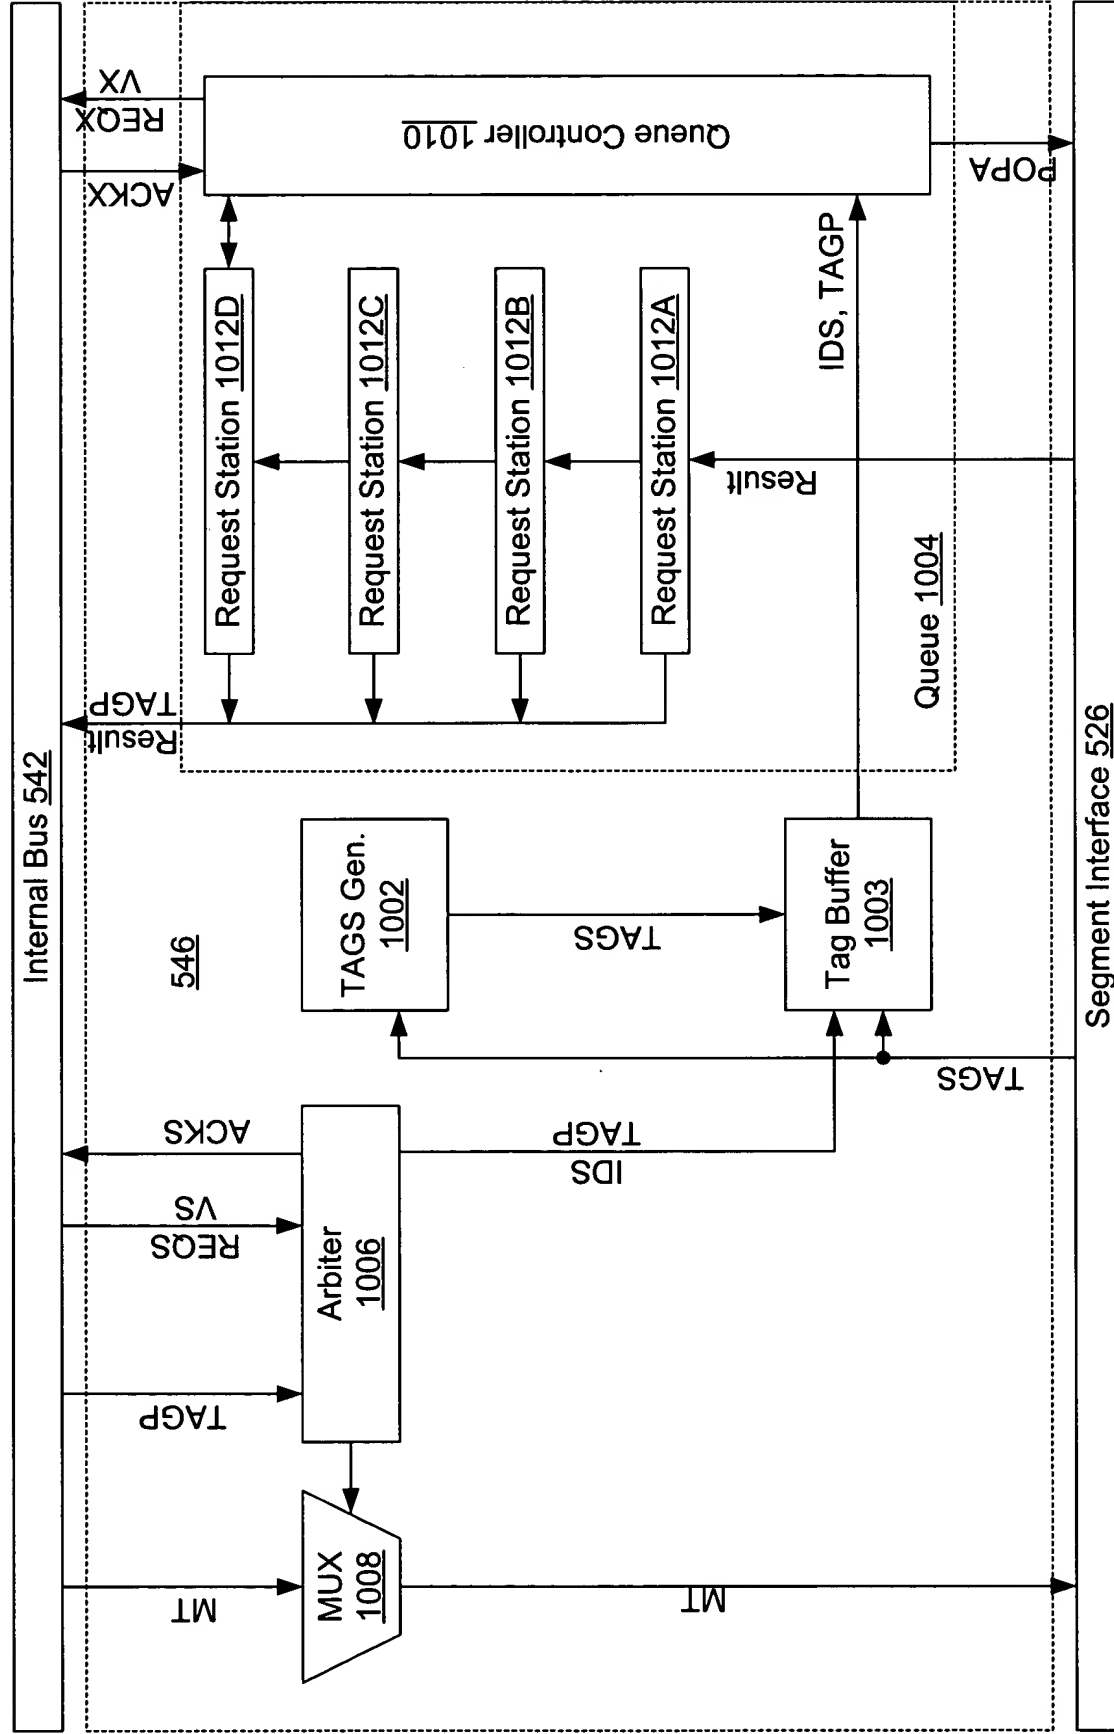 Internal Bus 542
MT
TAGP
REQS
VS
ACKS
546
Result
TAGP
ACKX
REQX
VX
MUX
1008
Arbiter
1006
TAGS Gen.
1002
Request Station 1012D
Request Station 1012C
Request Station 1012B
Request Station 1012A
Queue Controller 1010
MT
IDS
TAGP
TAGS
Tag Buffer
1003
TAGS
IDS, TAGP
Result
Queue 1004
POPA
Segment Interface 526